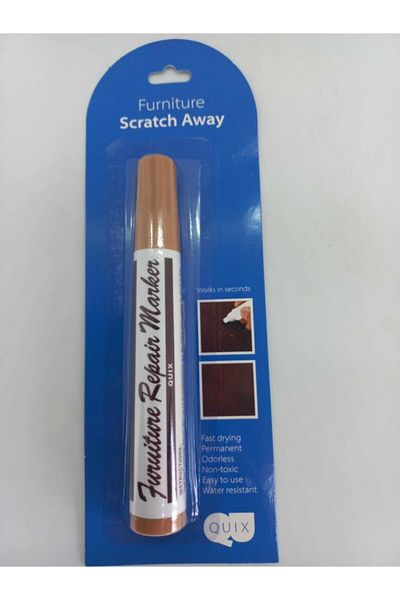 Furniture
Scratch Away
Furniture Repair Marker
QUIX
INSTRUCTIONS:
Works in seconds
Fast drying
Permanent
Odorless
Non-toxic
Easy to use
Water resistant
QUIX